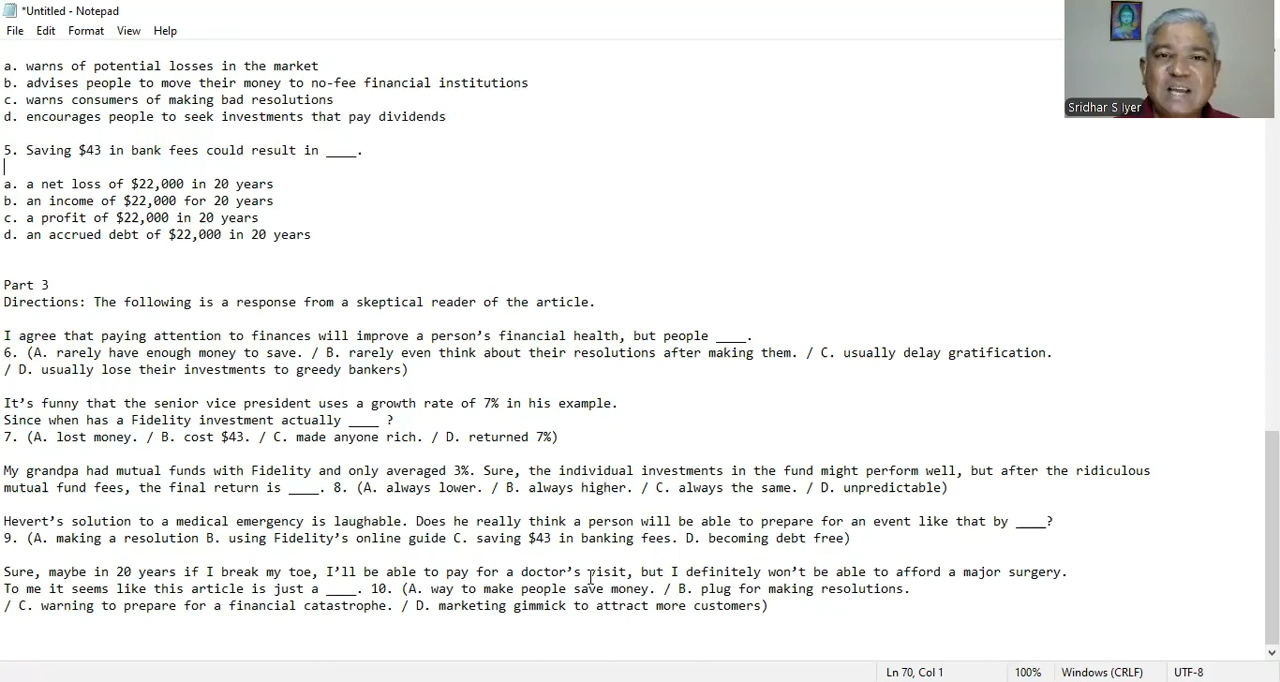 *Untitled - Notepad
File Edit Format View Help
a. warns of potential losses in the market
b. advises people to move their money to no-fee financial institutions
c. warns consumers of making bad resolutions
d. encourages people to seek investments that pay dividends
Sridhar S Iyer
5. Saving $43 in bank fees could result in ____.
a. a net loss of $22,000 in 20 years
b. an income of $22,000 for 20 years
c. a profit of $22,000 in 20 years
d. an accrued debt of $22,000 in 20 years
Part 3
Directions: The following is a response from a skeptical reader of the article.
I agree that paying attention to finances will improve a person’s financial health, but people ____.
6. (A. rarely have enough money to save. / B. rarely even think about their resolutions after making them. / C. usually delay gratification.
/ D. usually lose their investments to greedy bankers)
It’s funny that the senior vice president uses a growth rate of 7% in his example.
Since when has a Fidelity investment actually ____ ?
7. (A. lost money. / B. cost $43. / C. made anyone rich. / D. returned 7%)
My grandpa had mutual funds with Fidelity and only averaged 3%. Sure, the individual investments in the fund might perform well, but after the ridiculous
mutual fund fees, the final return is ____. 8. (A. always lower. / B. always higher. / C. always the same. / D. unpredictable)
Hevert’s solution to a medical emergency is laughable. Does he really think a person will be able to prepare for an event like that by ____?
9. (A. making a resolution B. using Fidelity’s online guide C. saving $43 in banking fees. D. becoming debt free)
Sure, maybe in 20 years if I break my toe, I’ll be able to pay for a doctor’s visit, but I definitely won’t be able to afford a major surgery.
To me it seems like this article is just a ____. 10. (A. way to make people save money. / B. plug for making resolutions.
/ C. warning to prepare for a financial catastrophe. / D. marketing gimmick to attract more customers)
Ln 70, Col 1 100% Windows (CRLF) UTF-8